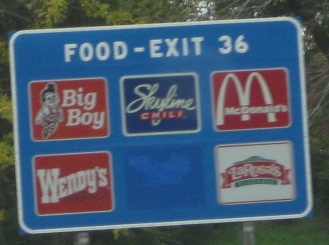 FOOD-EXIT 36
Big
Boy
Skyline
CHILI
McDonald's
WENDY'S
LaRosa's